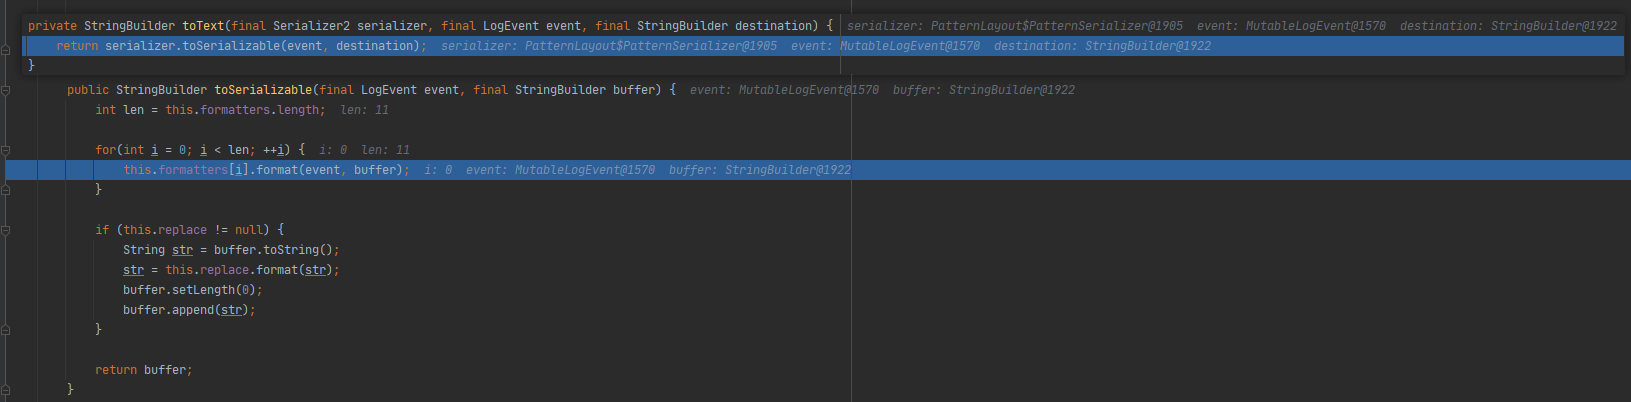 private StringBuilder toText(final Serializer2 serializer, final LogEvent event, final StringBuilder destination) { serializer: PatternLayout$PatternSerializer@1905 event: MutableLogEvent@1570 destination: StringBuilder@1922
return serializer.toSerializable(event, destination); serializer: PatternLayout$PatternSerializer@1905 event: MutableLogEvent@1570 destination: StringBuilder@1922
}
public StringBuilder toSerializable(final LogEvent event, final StringBuilder buffer) { event: MutableLogEvent@1570 buffer: StringBuilder@1922
int len = this.formatters.length; len: 11
for(int i = 0; i < len; ++i) { i: 0 len: 11
this.formatters[i].format(event, buffer); i: 0 event: MutableLogEvent@1570 buffer: StringBuilder@1922
}
if (this.replace != null) {
String str = buffer.toString();
str = this.replace.format(str);
buffer.setLength(0);
buffer.append(str);
}
return buffer;
}